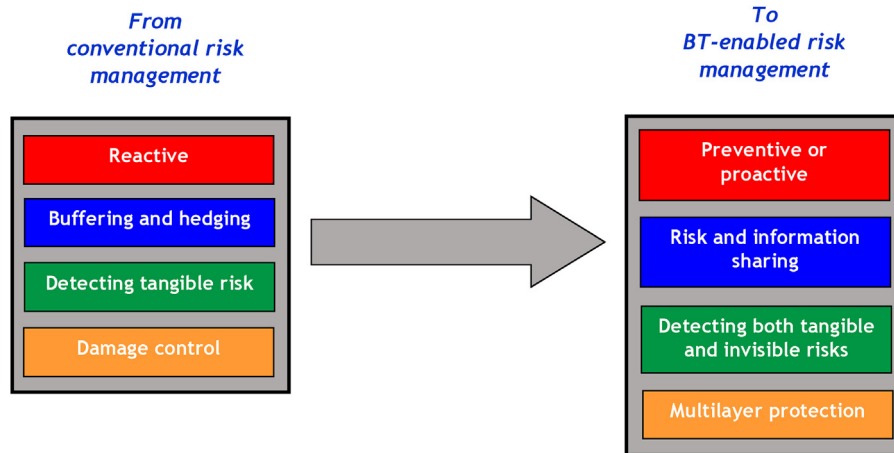 From
conventional risk
management
To
BT-enabled risk
management
Reactive
Buffering and hedging
Detecting tangible risk
Damage control
Preventive or
proactive
Risk and information
sharing
Detecting both tangible
and invisible risks
Multilayer protection